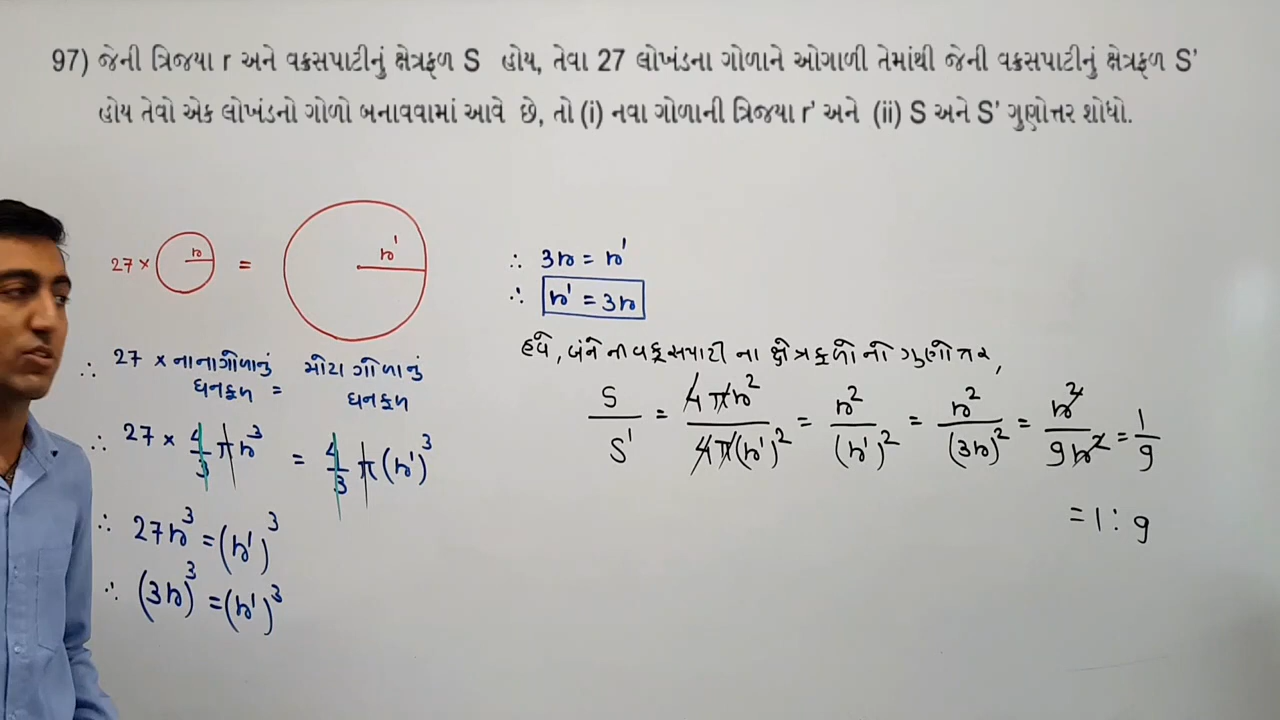 97) જેની ત્રિજયા r અને વક્રસપાટીનું ક્ષેત્રફળ S હોય, તેવા 27 લોખંડના ગોળાને ઓગાળી તેમાંથી જેની વક્રસપાટીનું ક્ષેત્રફળ S'
હોય તેવો એક લોખંડનો ગોળો બનાવવામાં આવે છે, તો (i) નવા ગોળાની ત્રિજયા r' અને (ii) S અને S' ગુણોત્તર શોધો.
27 × r = r'
∴ 27 × નાના ગોળાનું ઘનફળ = મોટા ગોળાનું ઘનફળ
∴ 27 × 4/3 π r³ = 4/3 π (r')³
∴ 27r³ = (r')³
∴ (3r)³ = (r')³
∴ 3r = r'
∴ r' = 3r
હવે, બંને ની વક્રસપાટી ના ક્ષેત્રફળો નો ગુણોત્તર,
S/S' = 4πr²/4π(r')² = r²/(r')² = r²/(3r)² = r²/9r² = 1/9
= 1 : 9